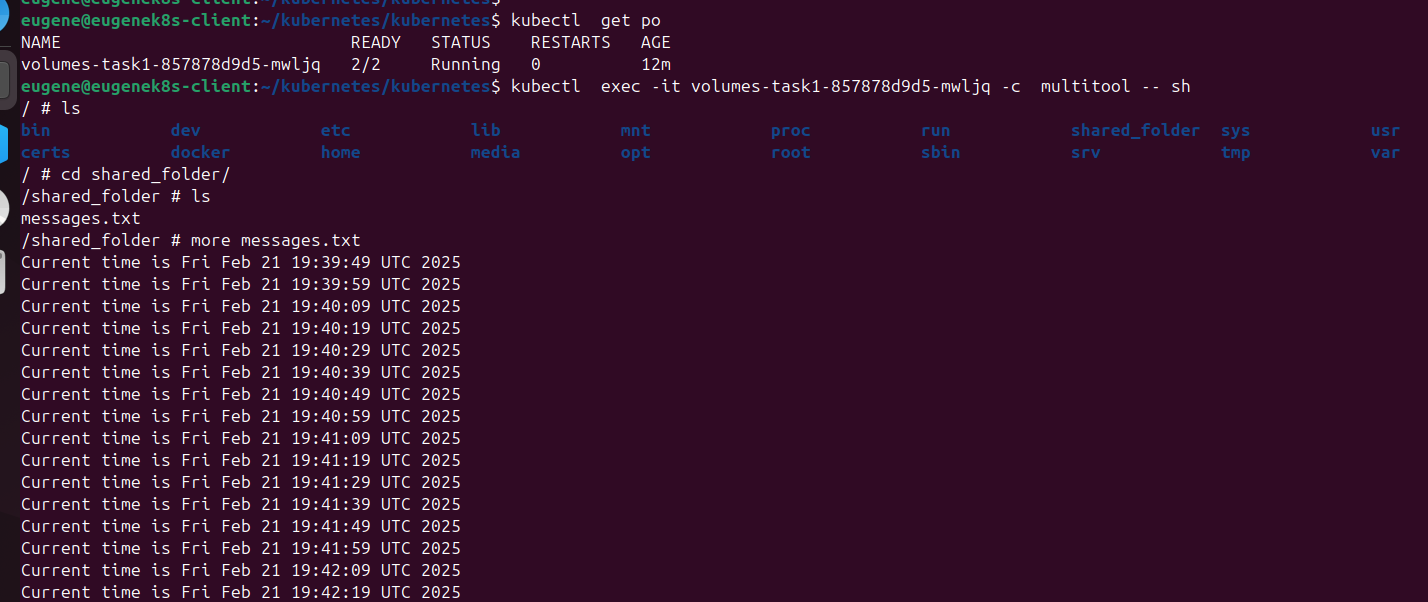 eugene@eugenek8s-client:~/kubernetes/kubernetes$
eugene@eugenek8s-client:~/kubernetes/kubernetes$ kubectl  get po
NAME                             READY   STATUS    RESTARTS   AGE
volumes-task1-857878d9d5-mwljq   2/2     Running   0          12m
eugene@eugenek8s-client:~/kubernetes/kubernetes$ kubectl  exec -it volumes-task1-857878d9d5-mwljq -c  multitool -- sh
/ # ls
bin            dev            etc            lib            mnt            proc           run            shared_folder  sys            usr
certs          docker         home           media          opt            root           sbin           srv            tmp            var
/ # cd shared_folder/
/shared_folder # ls
messages.txt
/shared_folder # more messages.txt
Current time is Fri Feb 21 19:39:49 UTC 2025
Current time is Fri Feb 21 19:39:59 UTC 2025
Current time is Fri Feb 21 19:40:09 UTC 2025
Current time is Fri Feb 21 19:40:19 UTC 2025
Current time is Fri Feb 21 19:40:29 UTC 2025
Current time is Fri Feb 21 19:40:39 UTC 2025
Current time is Fri Feb 21 19:40:49 UTC 2025
Current time is Fri Feb 21 19:40:59 UTC 2025
Current time is Fri Feb 21 19:41:09 UTC 2025
Current time is Fri Feb 21 19:41:19 UTC 2025
Current time is Fri Feb 21 19:41:29 UTC 2025
Current time is Fri Feb 21 19:41:39 UTC 2025
Current time is Fri Feb 21 19:41:49 UTC 2025
Current time is Fri Feb 21 19:41:59 UTC 2025
Current time is Fri Feb 21 19:42:09 UTC 2025
Current time is Fri Feb 21 19:42:19 UTC 2025